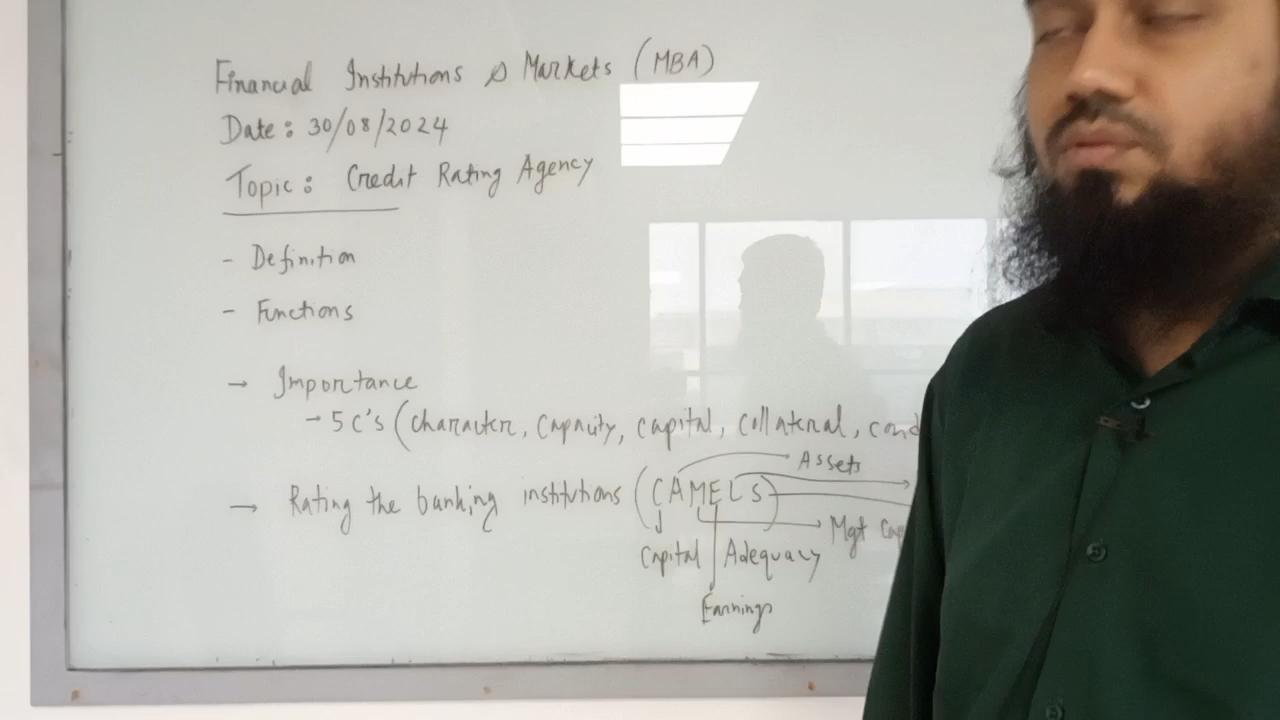 Financial Institutions & Markets (MBA)
Date: 30/08/2024
Topic: Credit Rating Agency
- Definition
- Functions
→ Importance
→ 5 C's (Character, Capacity, capital, Collateral, cond
Assets
→ Rating the banking institutions (CAMELS)
Mgt Cap
Capital Adequacy
Earnings